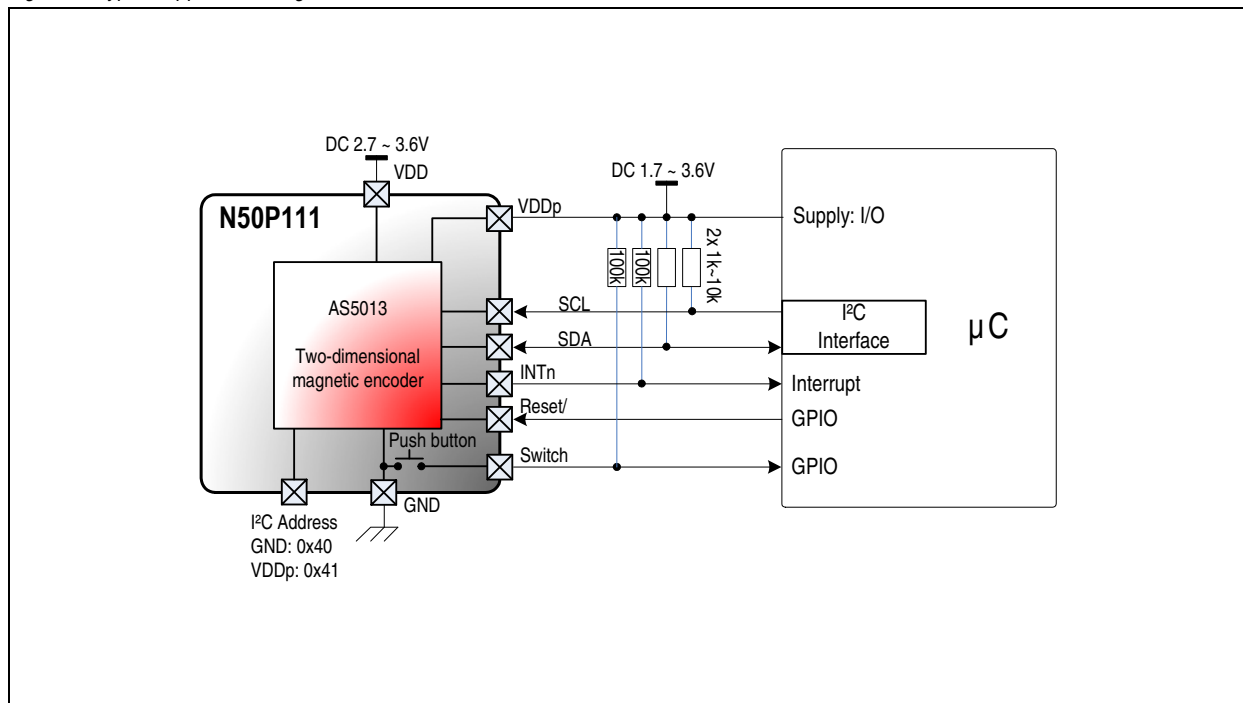 DC 2.7 ~ 3.6V
VDD
DC 1.7 ~ 3.6V
N50P111
VDDp
Supply: I/O
100k
100k
2x 1k~10k
AS5013
Two-dimensional
magnetic encoder
SCL
SDA
INTn
Reset/
Switch
Push button
I²C
Interface
µC
Interrupt
GPIO
GPIO
GND
I²C Address
GND: 0x40
VDDp: 0x41